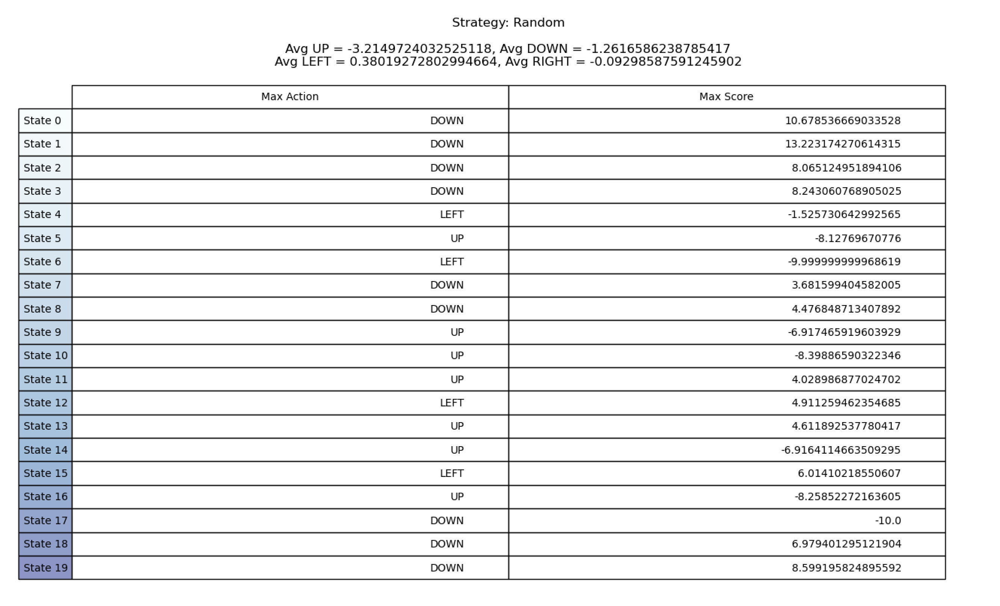 Strategy: Random
Avg UP = -3.2149724032525118, Avg DOWN = -1.2616586238785417
Avg LEFT = 0.38019272802994664, Avg RIGHT = -0.09298587591245902
Max Action Max Score
State 0 DOWN 10.678536669033528
State 1 DOWN 13.223174270614315
State 2 DOWN 8.065124951894106
State 3 DOWN 8.243060768905025
State 4 LEFT -1.525730642992565
State 5 UP -8.12769670776
State 6 LEFT -9.999999999968619
State 7 DOWN 3.681599404582005
State 8 DOWN 4.476848713407892
State 9 UP -6.917465919603929
State 10 UP -8.39886590322346
State 11 UP 4.028986877024702
State 12 LEFT 4.911259462354685
State 13 UP 4.611892537780417
State 14 UP -6.9164114663509295
State 15 LEFT 6.01410218550607
State 16 UP -8.25852272163605
State 17 DOWN -10.0
State 18 DOWN 6.979401295121904
State 19 DOWN 8.599195824895592